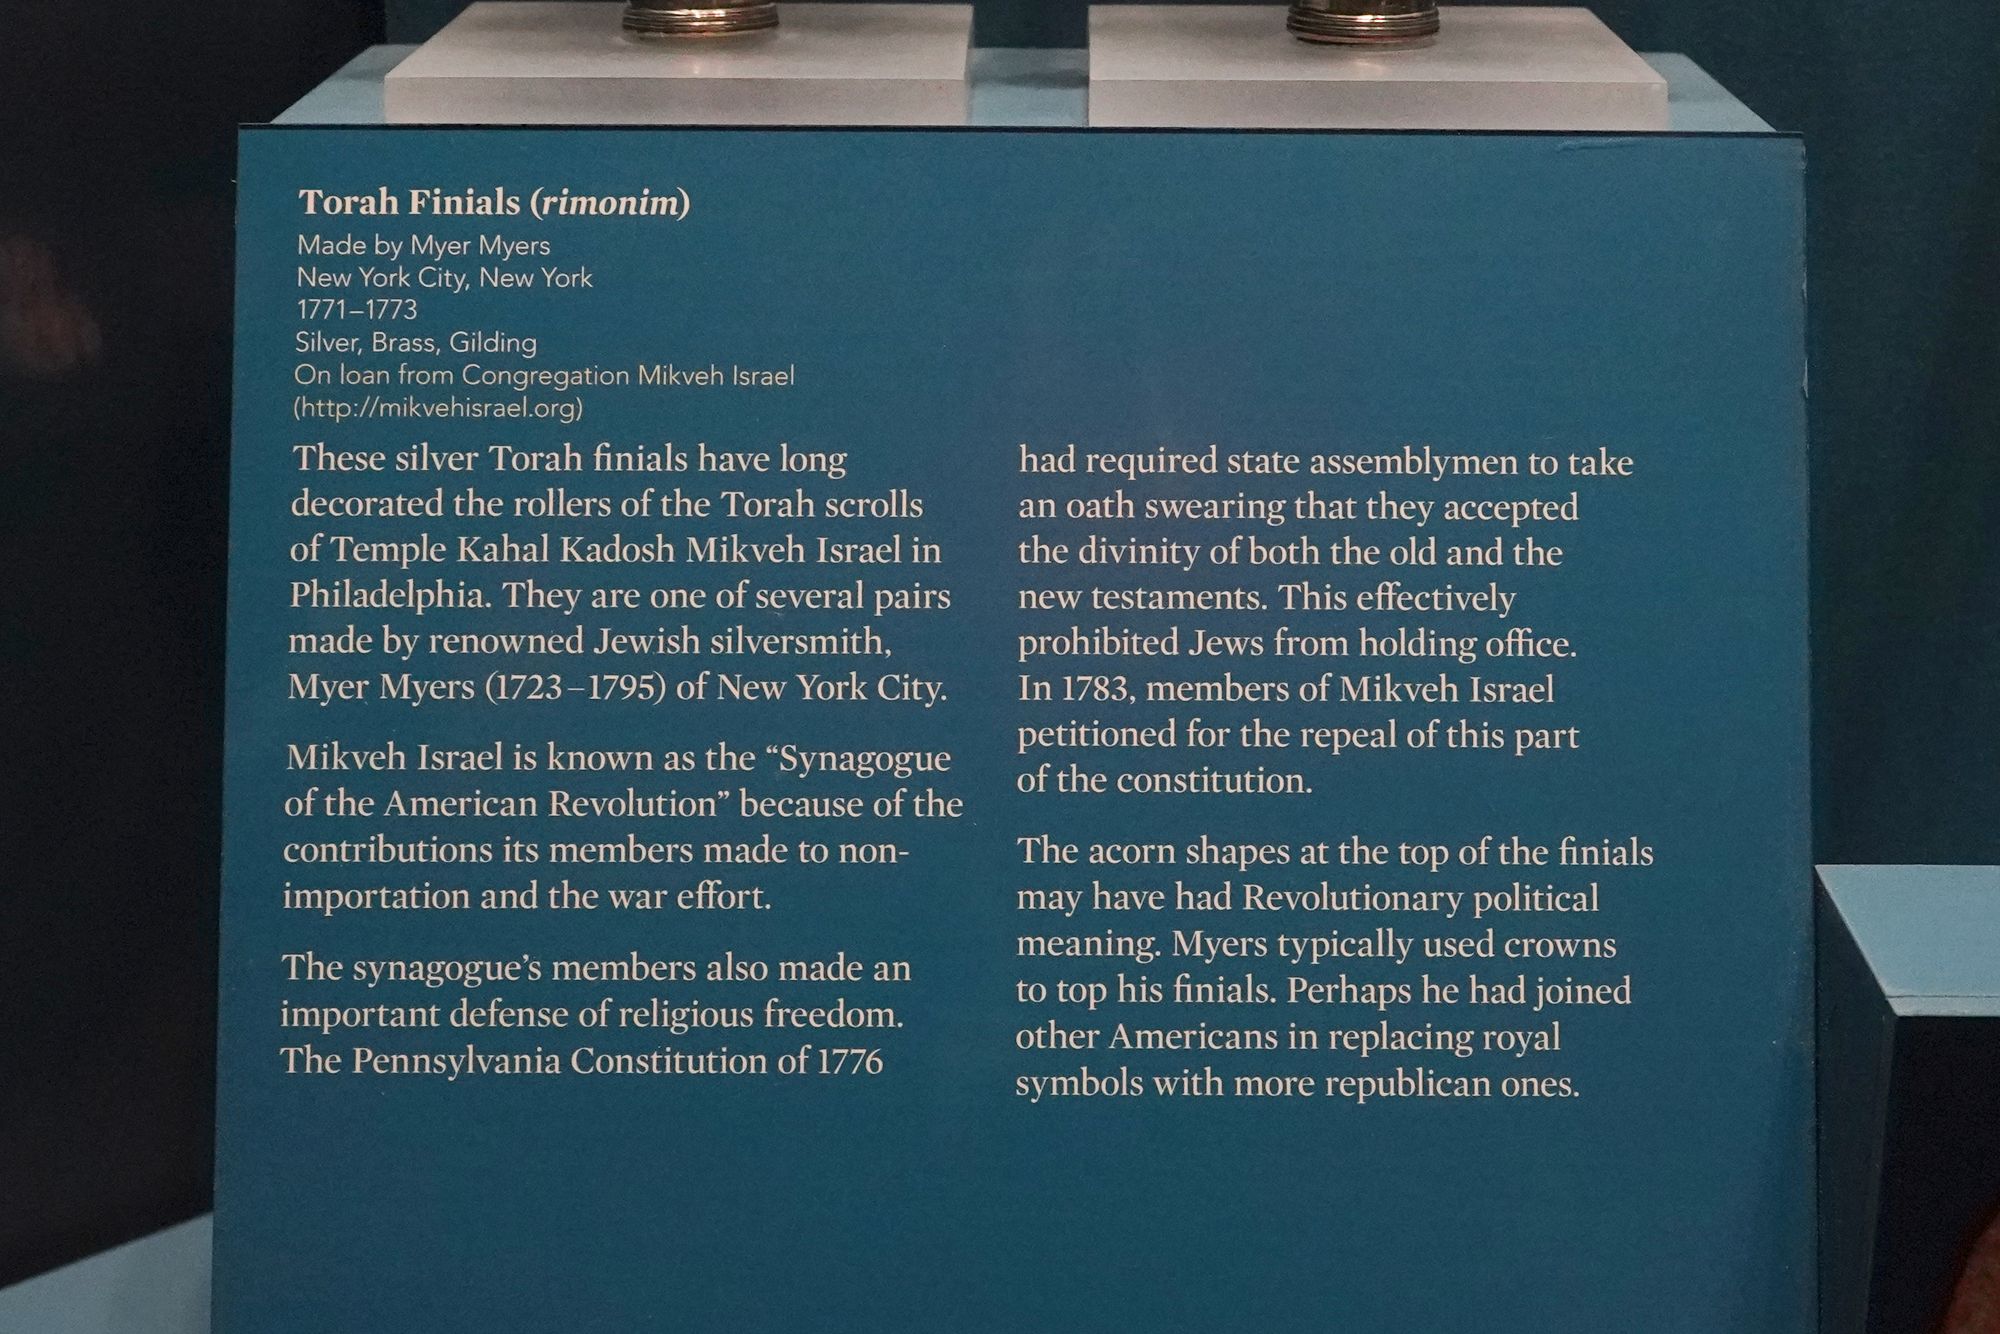 Torah Finials (rimonim)
Made by Myer Myers
New York City, New York
1771–1773
Silver, Brass, Gilding
On loan from Congregation Mikveh Israel
(http://mikvehisrael.org)
These silver Torah finials have long
decorated the rollers of the Torah scrolls
of Temple Kahal Kadosh Mikveh Israel in
Philadelphia. They are one of several pairs
made by renowned Jewish silversmith,
Myer Myers (1723–1795) of New York City.
Mikveh Israel is known as the “Synagogue
of the American Revolution” because of the
contributions its members made to non-
importation and the war effort.
The synagogue’s members also made an
important defense of religious freedom.
The Pennsylvania Constitution of 1776
had required state assemblymen to take
an oath swearing that they accepted
the divinity of both the old and the
new testaments. This effectively
prohibited Jews from holding office.
In 1783, members of Mikveh Israel
petitioned for the repeal of this part
of the constitution.
The acorn shapes at the top of the finials
may have had Revolutionary political
meaning. Myers typically used crowns
to top his finials. Perhaps he had joined
other Americans in replacing royal
symbols with more republican ones.